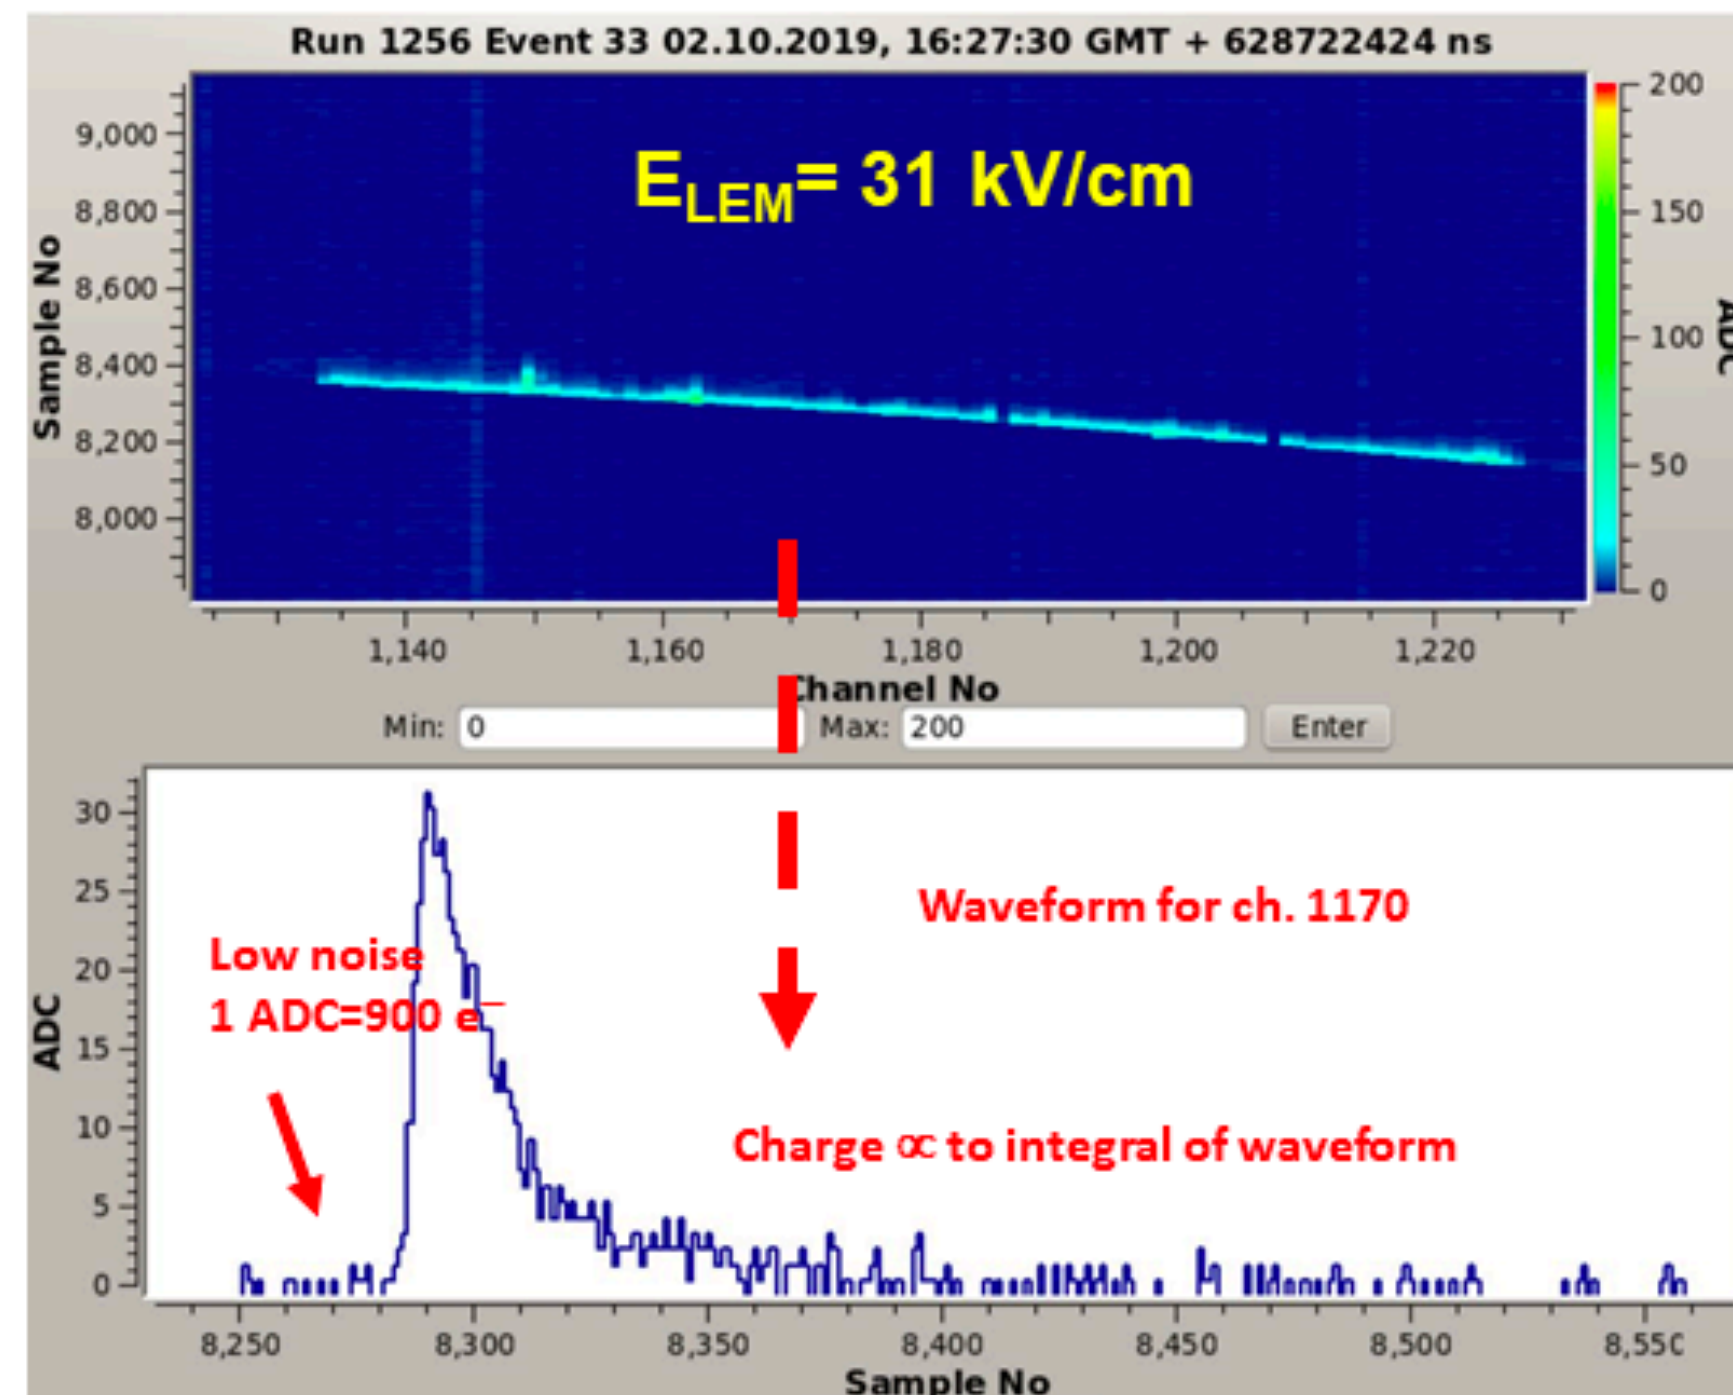 Run 1256 Event 33 02.10.2019, 16:27:30 GMT + 628722424 ns
E_LEM= 31 kV/cm
Sample No
9,000
8,800
8,600
8,400
8,200
8,000
200
150
100
50
0
ADC
1,140 1,160 1,180 1,200 1,220
Channel No
Min: 0 Max: 200 Enter
ADC
30
25
20
15
10
5
0
Waveform for ch. 1170
Low noise
1 ADC=900 e⁻
Charge ∝ to integral of waveform
8,250 8,300 8,350 8,400 8,450 8,500 8,550
Sample No